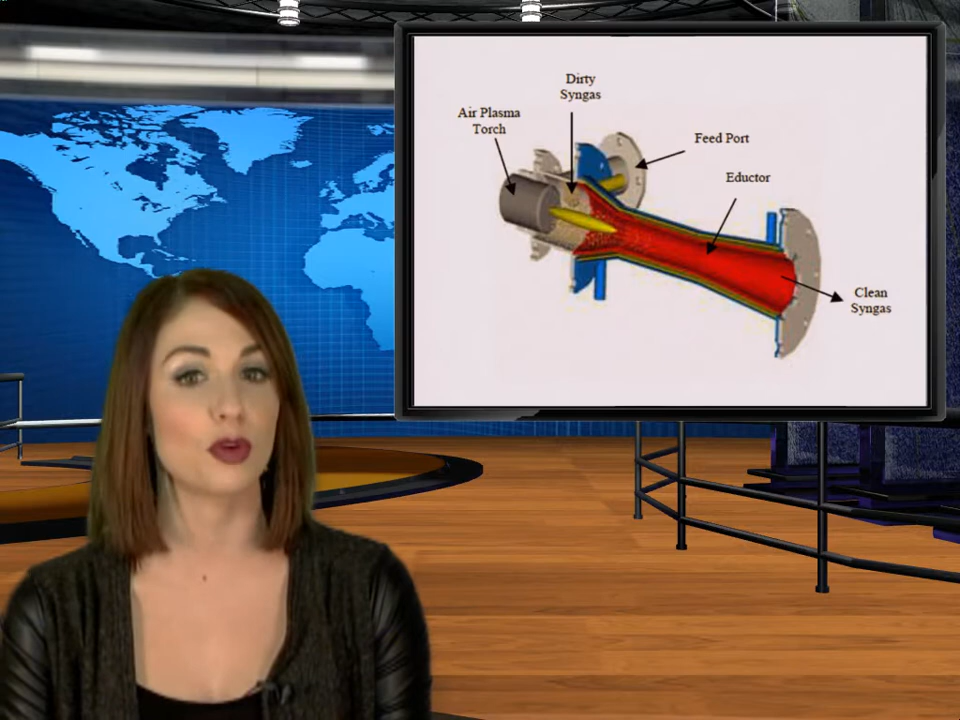 Dirty
Syngas
Air Plasma
Torch
Feed Port
Eductor
Clean
Syngas